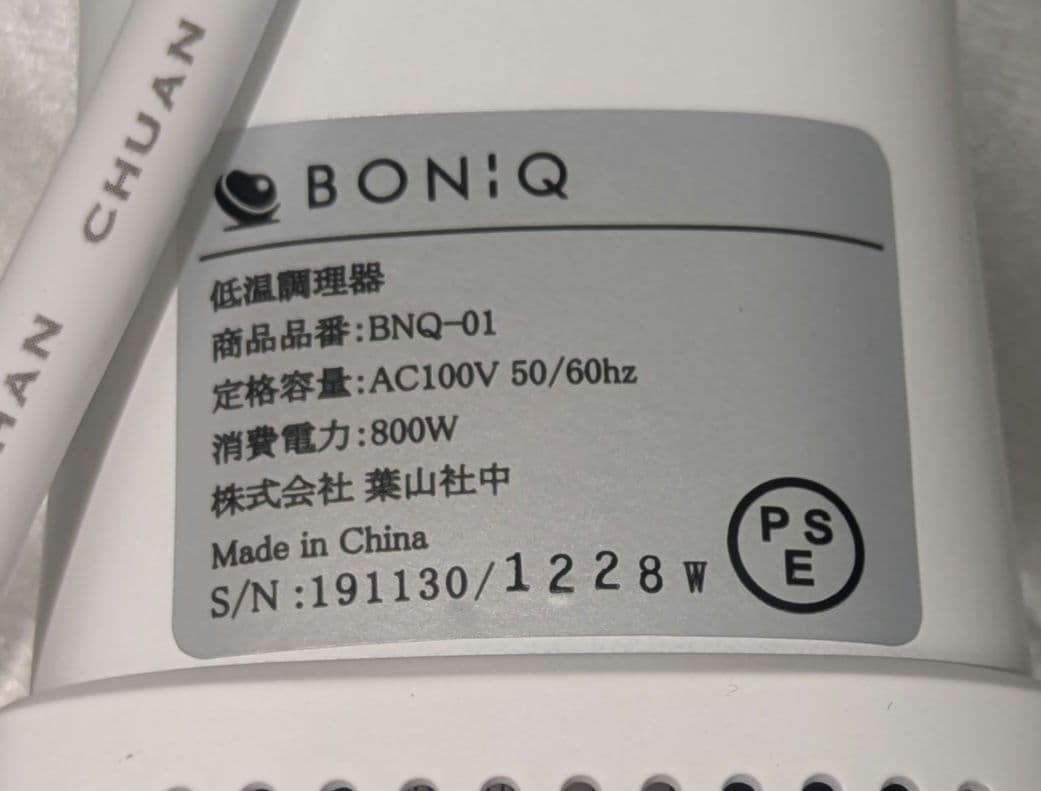 CHUAN
HAN
BONIQ
低温調理器
商品品番:BNQ-01
定格容量:AC100V 50/60hz
消費電力:800W
株式会社 葉山社中
Made in China
S/N:191130/1228W
PS
E